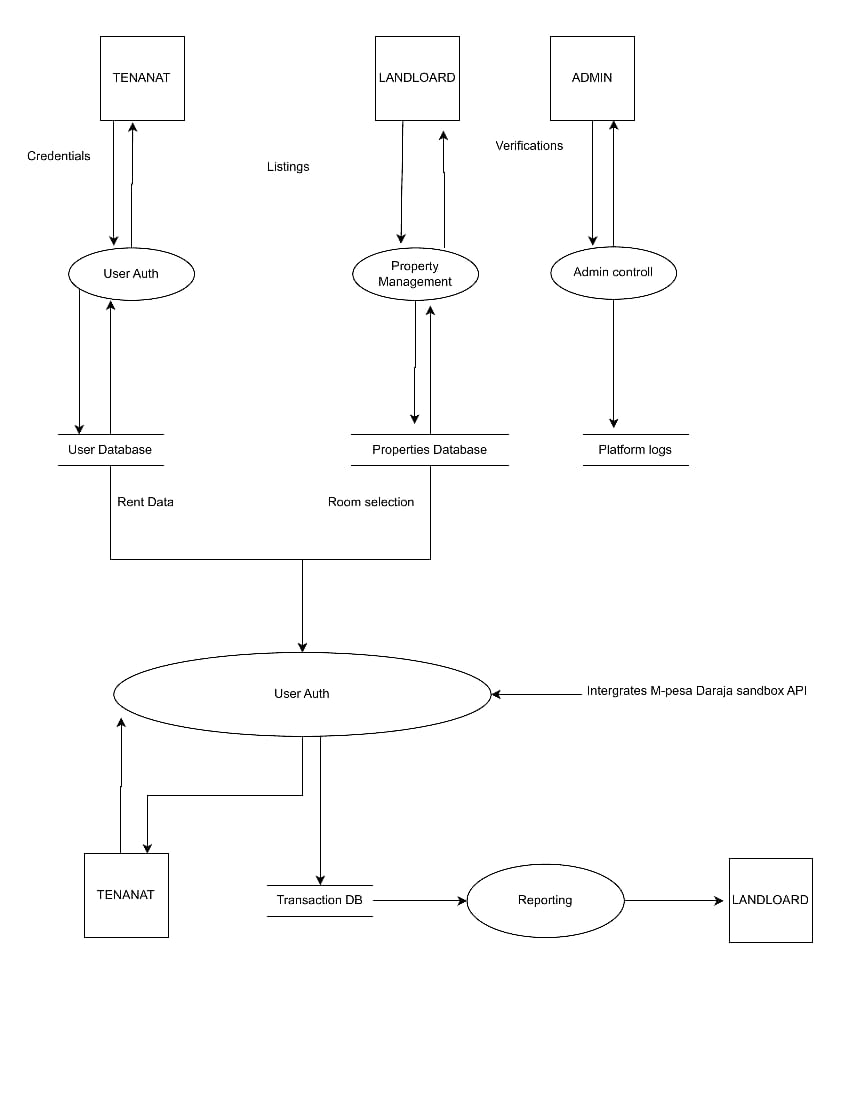 TENANAT
LANDLOARD
ADMIN
Credentials
Listings
Verifications
User Auth
Property
Management
Admin controll
User Database
Properties Database
Platform logs
Rent Data
Room selection
User Auth
Intergrates M-pesa Daraja sandbox API
TENANAT
Transaction DB
Reporting
LANDLOARD